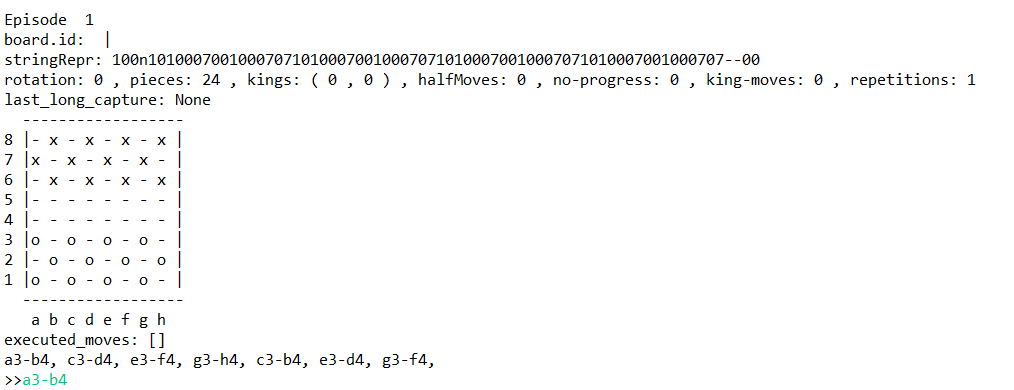 Episode  1
board.id:  |
stringRepr: 100n10100070010007071010007001000707101000700100070710100070010007​07--00
rotation: 0 , pieces: 24 , kings: ( 0 , 0 ) , halfMoves: 0 , no-progress: 0 , king-moves: 0 , repetitions: 1
last_long_capture: None
  ------------------
8 |- x - x - x - x |
7 |x - x - x - x - |
6 |- x - x - x - x |
5 |- - - - - - - - |
4 |- - - - - - - - |
3 |o - o - o - o - |
2 |- o - o - o - o |
1 |o - o - o - o - |
  ------------------
   a b c d e f g h
executed_moves: []
a3-b4, c3-d4, e3-f4, g3-h4, c3-b4, e3-d4, g3-f4,
>>a3-b4